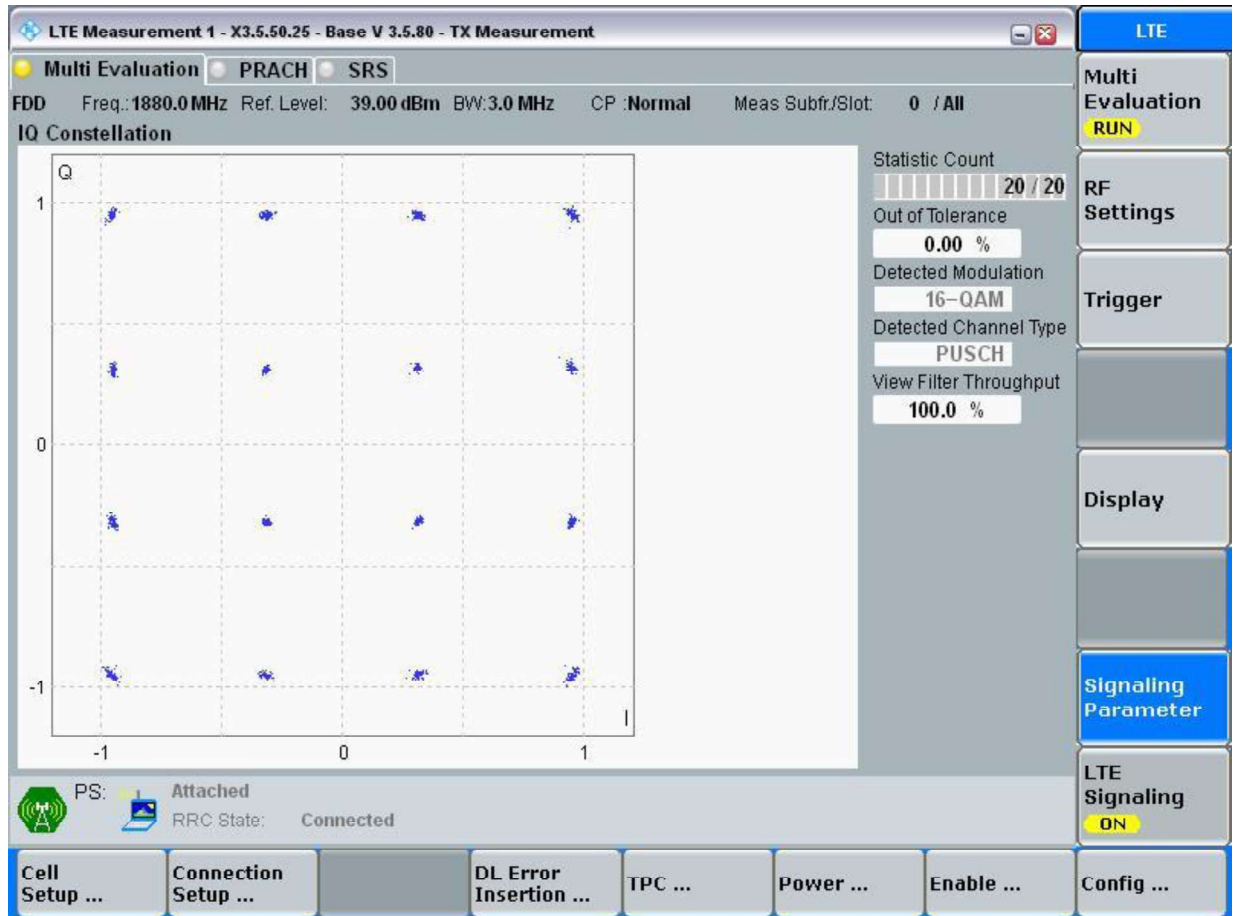 LTE Measurement 1 - X3.5.50.25 - Base V 3.5.80 - TX Measurement
LTE
Multi Evaluation PRACH SRS
FDD Freq.: 1880.0 MHz Ref. Level: 39.00 dBm BW: 3.0 MHz CP : Normal Meas Subfr./Slot: 0 / All
IQ Constellation
Q
1
0
-1
I
-1 0 1
Statistic Count
20 / 20
Out of Tolerance
0.00 %
Detected Modulation
16-QAM
Detected Channel Type
PUSCH
View Filter Throughput
100.0 %
Multi
Evaluation
RUN
RF
Settings
Trigger
Display
Signaling
Parameter
LTE
Signaling
ON
PS: Attached
RRC State: Connected
Cell
Setup ...
Connection
Setup ...
DL Error
Insertion ...
TPC ...
Power ...
Enable ...
Config ...